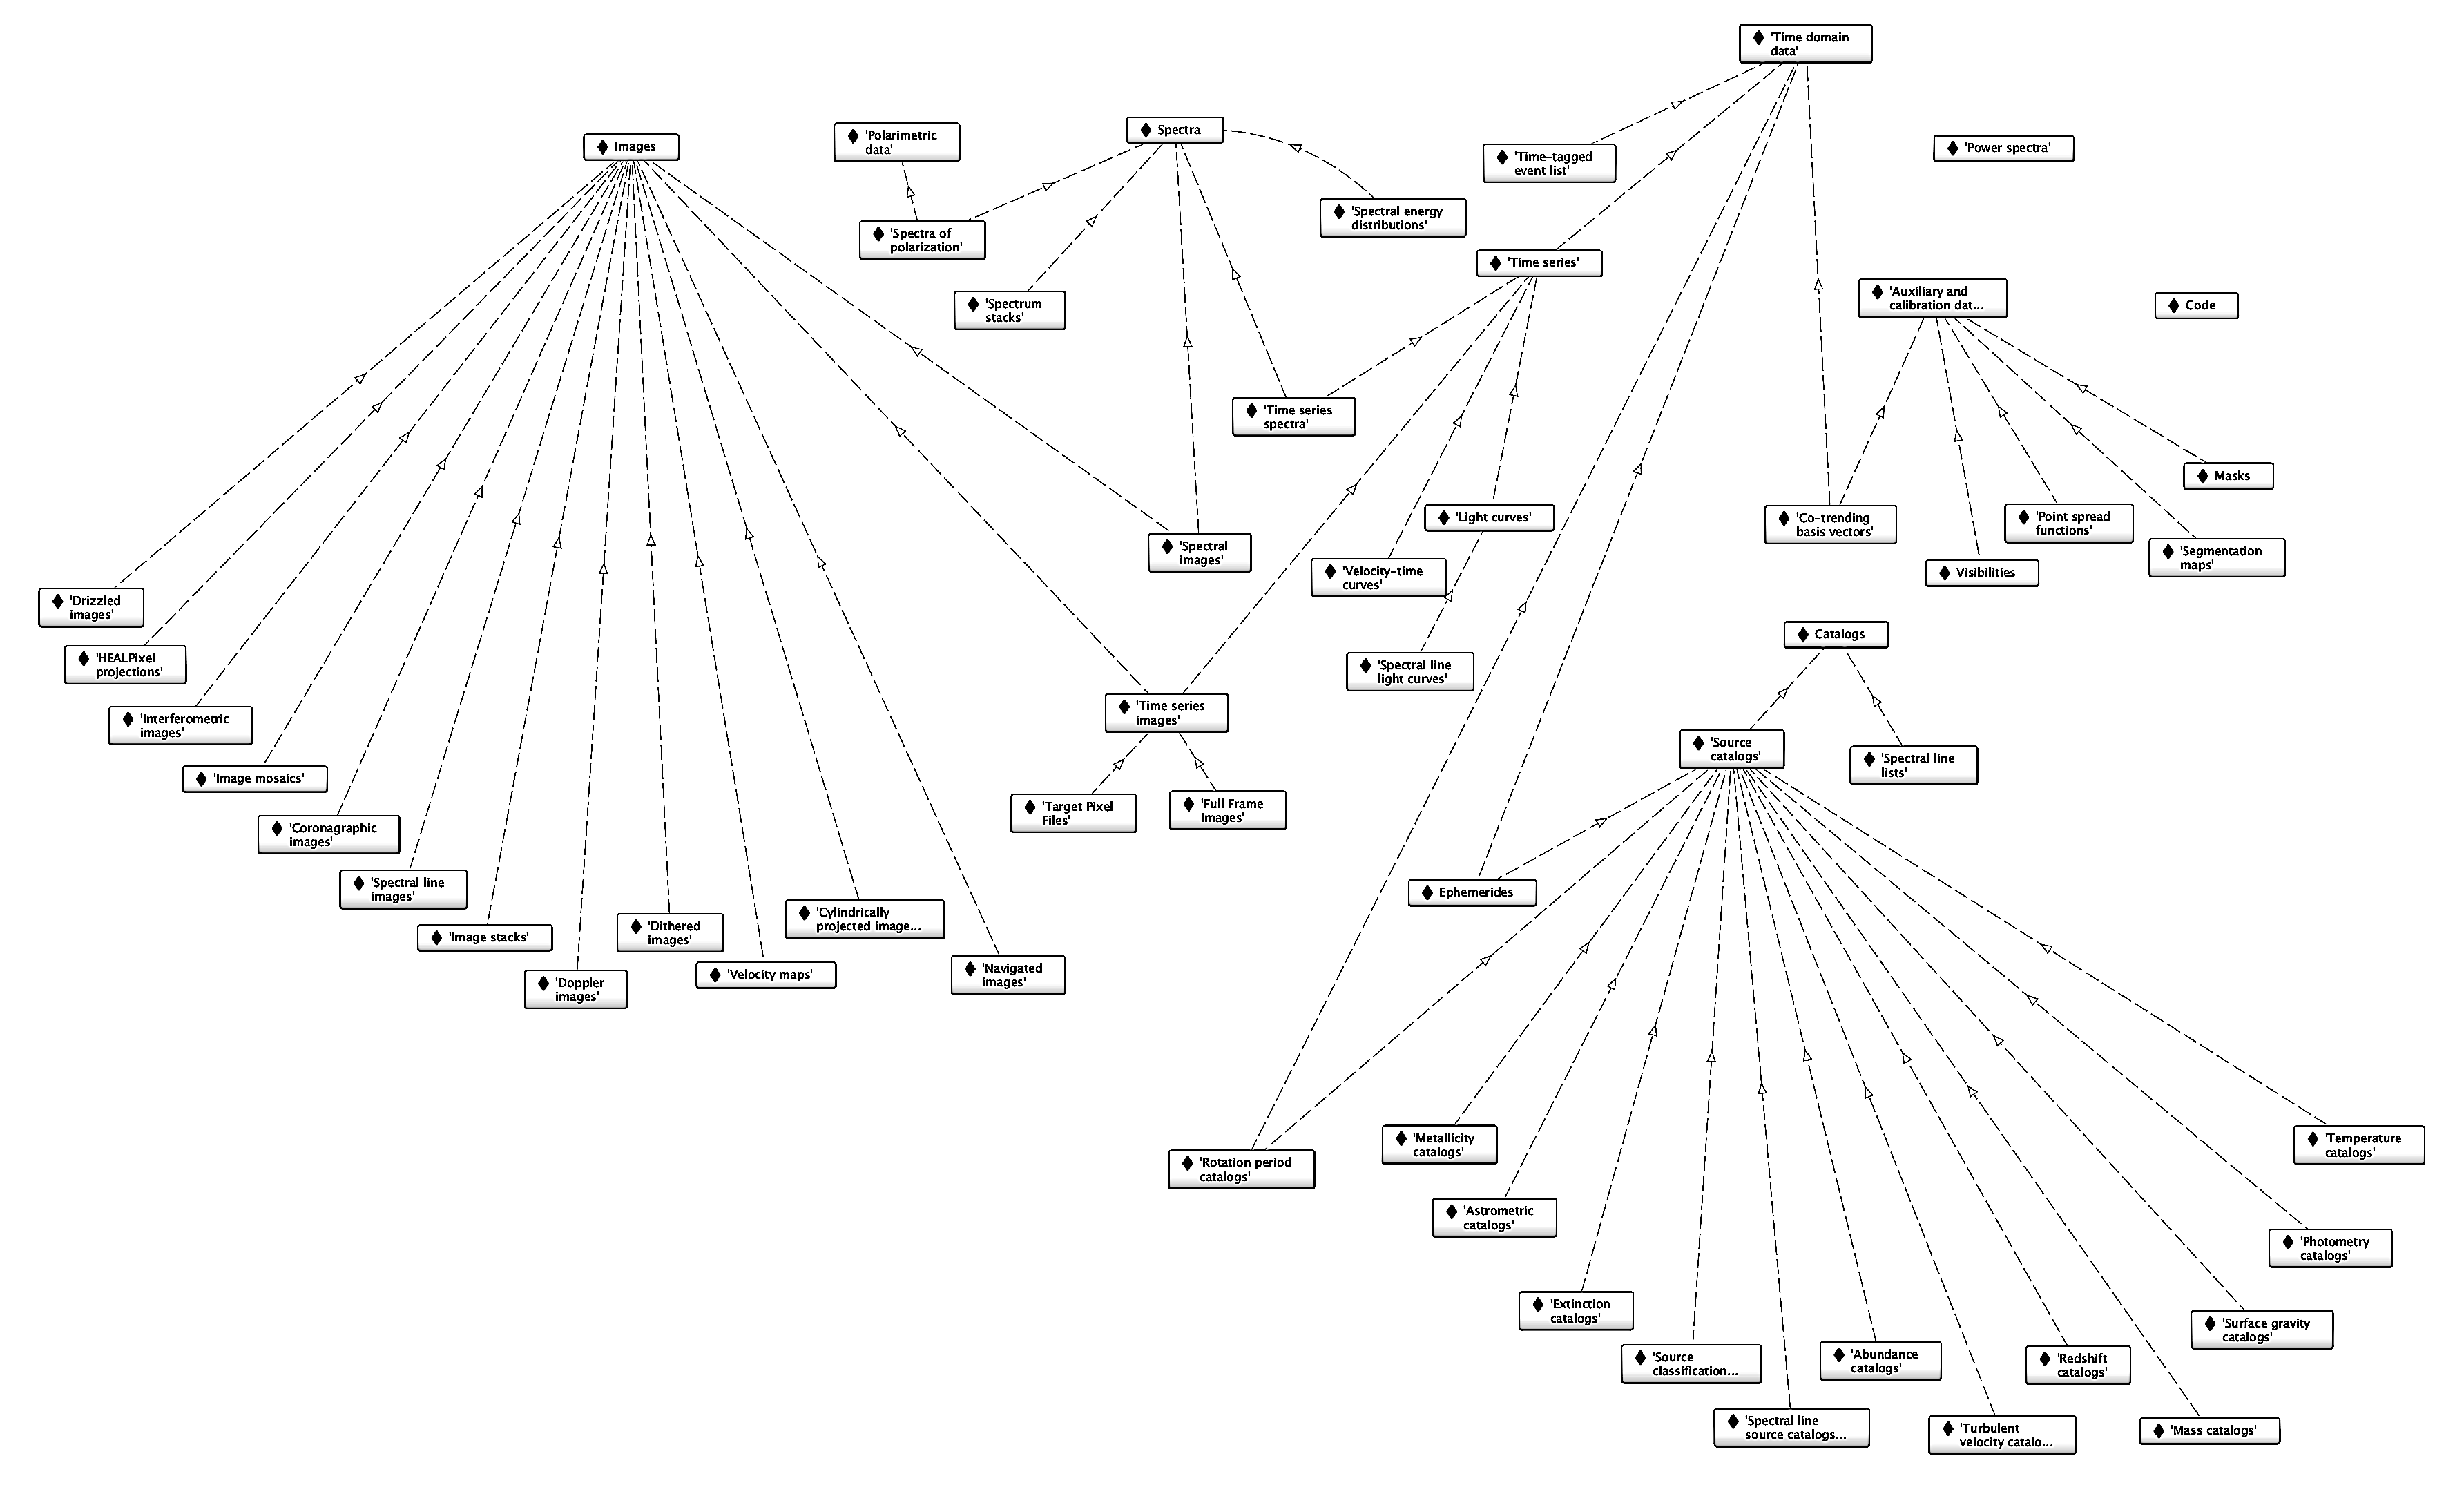 'Time domain
data'
'Polarimetric
data'
Spectra
Images
'Time-tagged
event list'
'Power spectra'
'Spectral energy
distributions'
'Spectra of
polarization'
'Time series'
'Spectrum
stacks'
'Auxiliary and
calibration dat...
Code
'Time series
spectra'
Masks
'Light curves'
'Co-trending
basis vectors'
'Point spread
functions'
'Spectral
images'
'Segmentation
maps'
'Velocity-time
curves'
Visibilities
'Drizzled
images'
Catalogs
'HEALPixel
projections'
'Spectral line
light curves'
'Interferometric
images'
'Time series
images'
'Source
catalogs'
'Spectral line
lists'
'Image mosaics'
'Target Pixel
Files'
'Full Frame
Images'
'Coronagraphic
images'
'Spectral line
images'
Ephemerides
'Image stacks'
'Dithered
images'
'Cylindrically
projected image...
'Doppler
images'
'Velocity maps'
'Navigated
images'
'Metallicity
catalogs'
'Temperature
catalogs'
'Rotation period
catalogs'
'Astrometric
catalogs'
'Photometry
catalogs'
'Extinction
catalogs'
'Surface gravity
catalogs'
'Source
classification...
'Abundance
catalogs'
'Redshift
catalogs'
'Spectral line
source catalogs...
'Turbulent
velocity catalo...
'Mass catalogs'